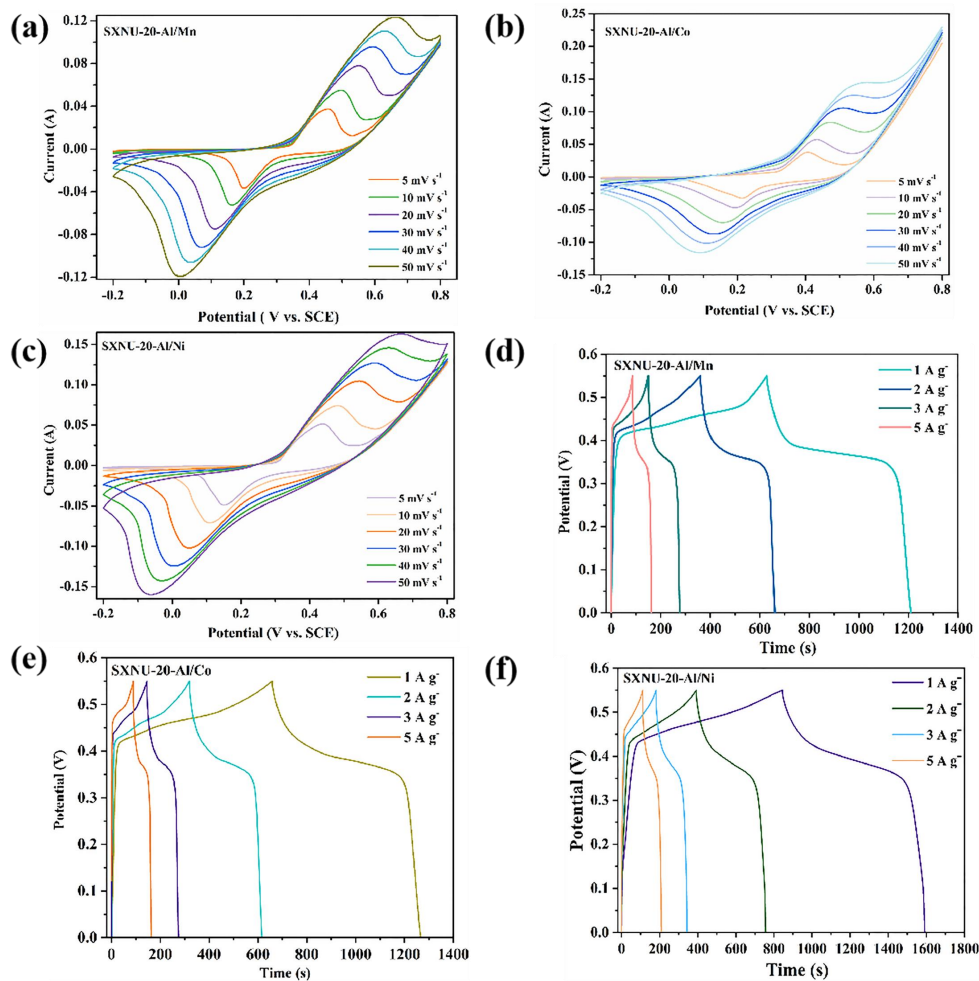 (a)
SXNU-20-Al/Mn
0.12
0.08
0.04
0.00
-0.04
-0.08
-0.12
Current (A)
5 mV s-1
10 mV s-1
20 mV s-1
30 mV s-1
40 mV s-1
50 mV s-1
-0.2 0.0 0.2 0.4 0.6 0.8
Potential ( V vs. SCE)
(b)
SXNU-20-Al/Co
0.25
0.20
0.15
0.10
0.05
0.00
-0.05
-0.10
-0.15
Current (A)
5 mV s-1
10 mV s-1
20 mV s-1
30 mV s-1
40 mV s-1
50 mV s-1
-0.2 0.0 0.2 0.4 0.6 0.8
Potential (V vs. SCE)
(c)
SXNU-20-Al/Ni
0.15
0.10
0.05
0.00
-0.05
-0.10
-0.15
Current (A)
5 mV s-1
10 mV s-1
20 mV s-1
30 mV s-1
40 mV s-1
50 mV s-1
-0.2 0.0 0.2 0.4 0.6 0.8
Potential (V vs. SCE)
(d)
SXNU-20-Al/Mn
0.6
0.5
0.4
0.3
0.2
0.1
0.0
Potential (V)
1 A g-
2 A g-
3 A g-
5 A g-
0 200 400 600 800 1000 1200 1400
Time (s)
(e)
SXNU-20-Al/Co
0.6
0.5
0.4
0.3
0.2
0.1
0.0
Potential (V)
1 A g-
2 A g-
3 A g-
5 A g-
0 200 400 600 800 1000 1200 1400
Time (s)
(f)
SXNU-20-Al/Ni
0.6
0.5
0.4
0.3
0.2
0.1
0.0
Potential (V)
1 A g-
2 A g-
3 A g-
5 A g-
0 200 400 600 800 1000 1200 1400 1600 1800
Time (s)